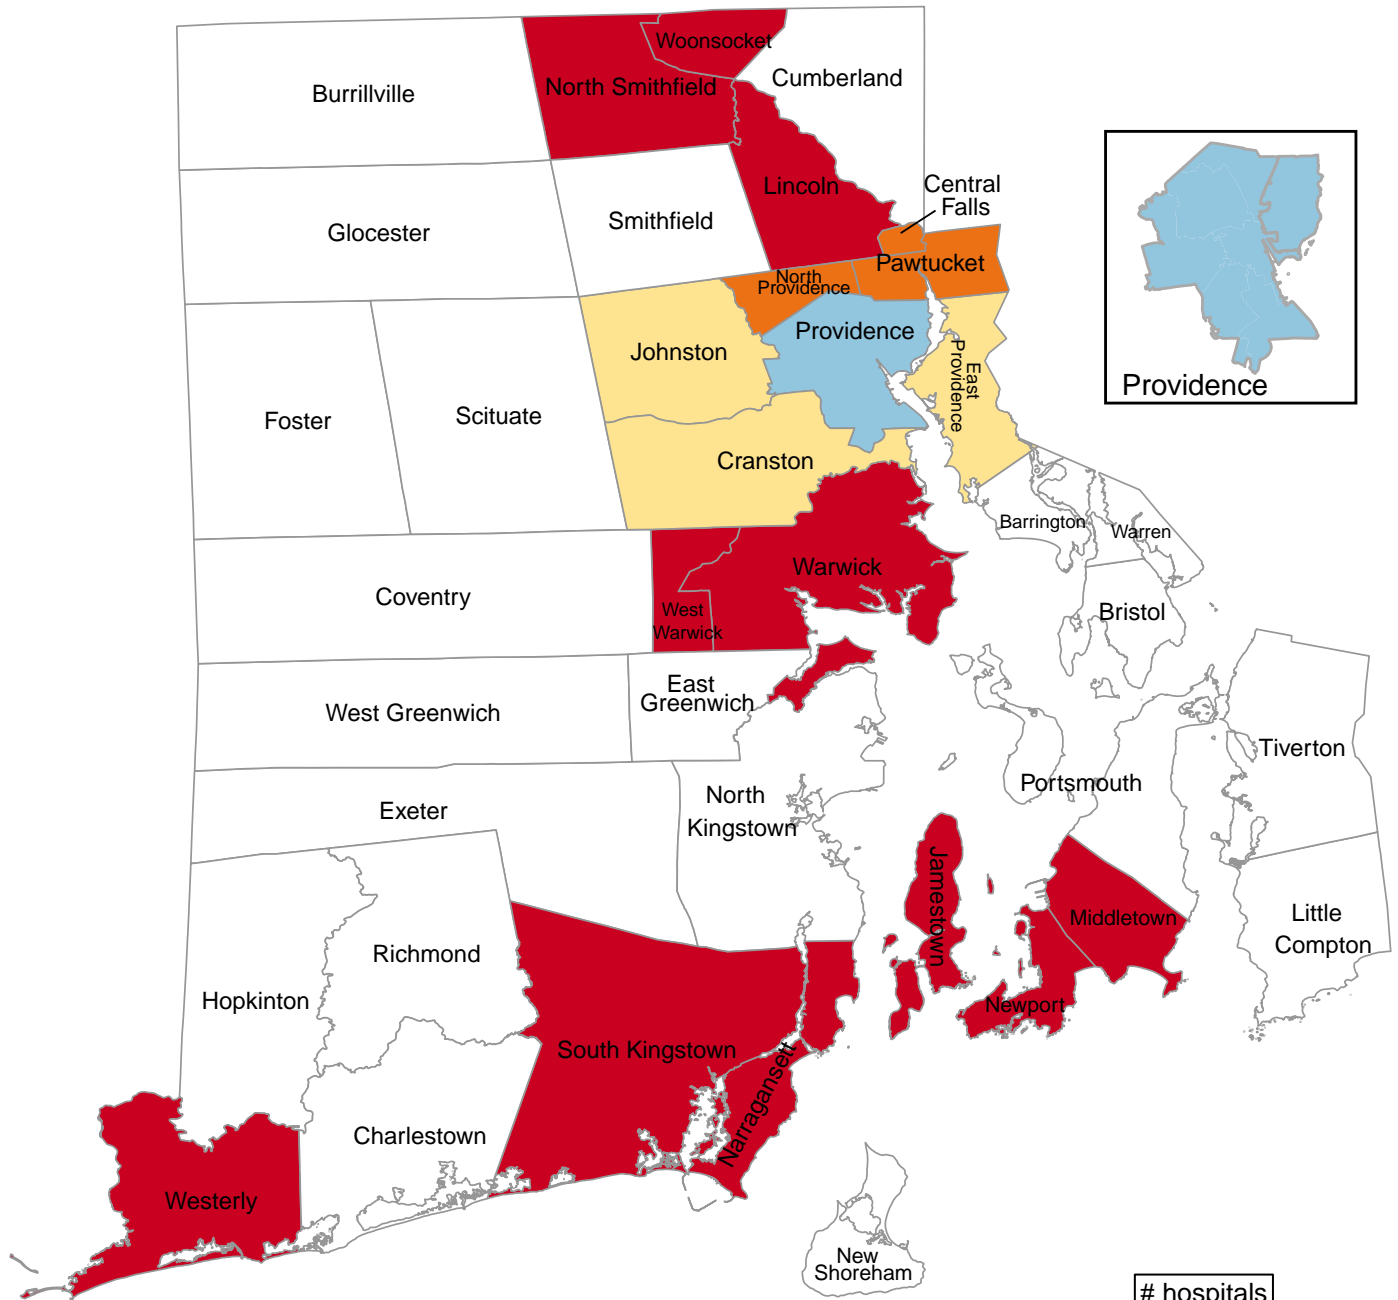 Woonsocket
Cumberland
Burrillville
North Smithfield
Central
Falls
Lincoln
Smithfield
Glocester
Pawtucket
North
Providence
Providence
Johnston
East
Providence
Providence
Foster
Scituate
Cranston
Barrington
Warren
Warwick
Coventry
West
Warwick
Bristol
East
Greenwich
West Greenwich
Tiverton
Portsmouth
North
Kingstown
Exeter
Jamestown
Middletown
Little
Compton
Richmond
Hopkinton
Newport
South Kingstown
Narragansett
Charlestown
Westerly
New
Shoreham
# hospitals